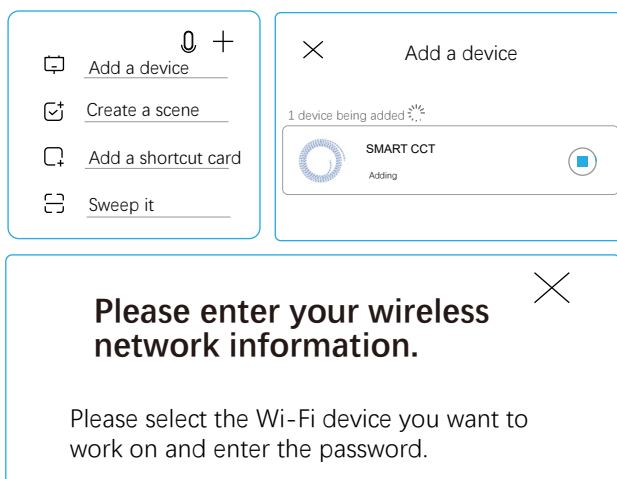 Add a device
Create a scene
Add a shortcut card
Sweep it
Add a device
1 device being added
SMART CCT
Adding
Please enter your wireless
network information.
Please select the Wi-Fi device you want to
work on and enter the password.